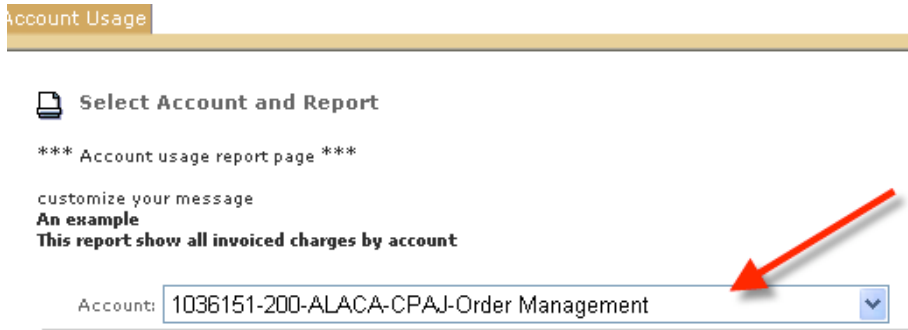 Account Usage
Select Account and Report
*** Account usage report page ***
customize your message
An example
This report show all invoiced charges by account
Account: 1036151-200-ALACA-CPAJ-Order Management